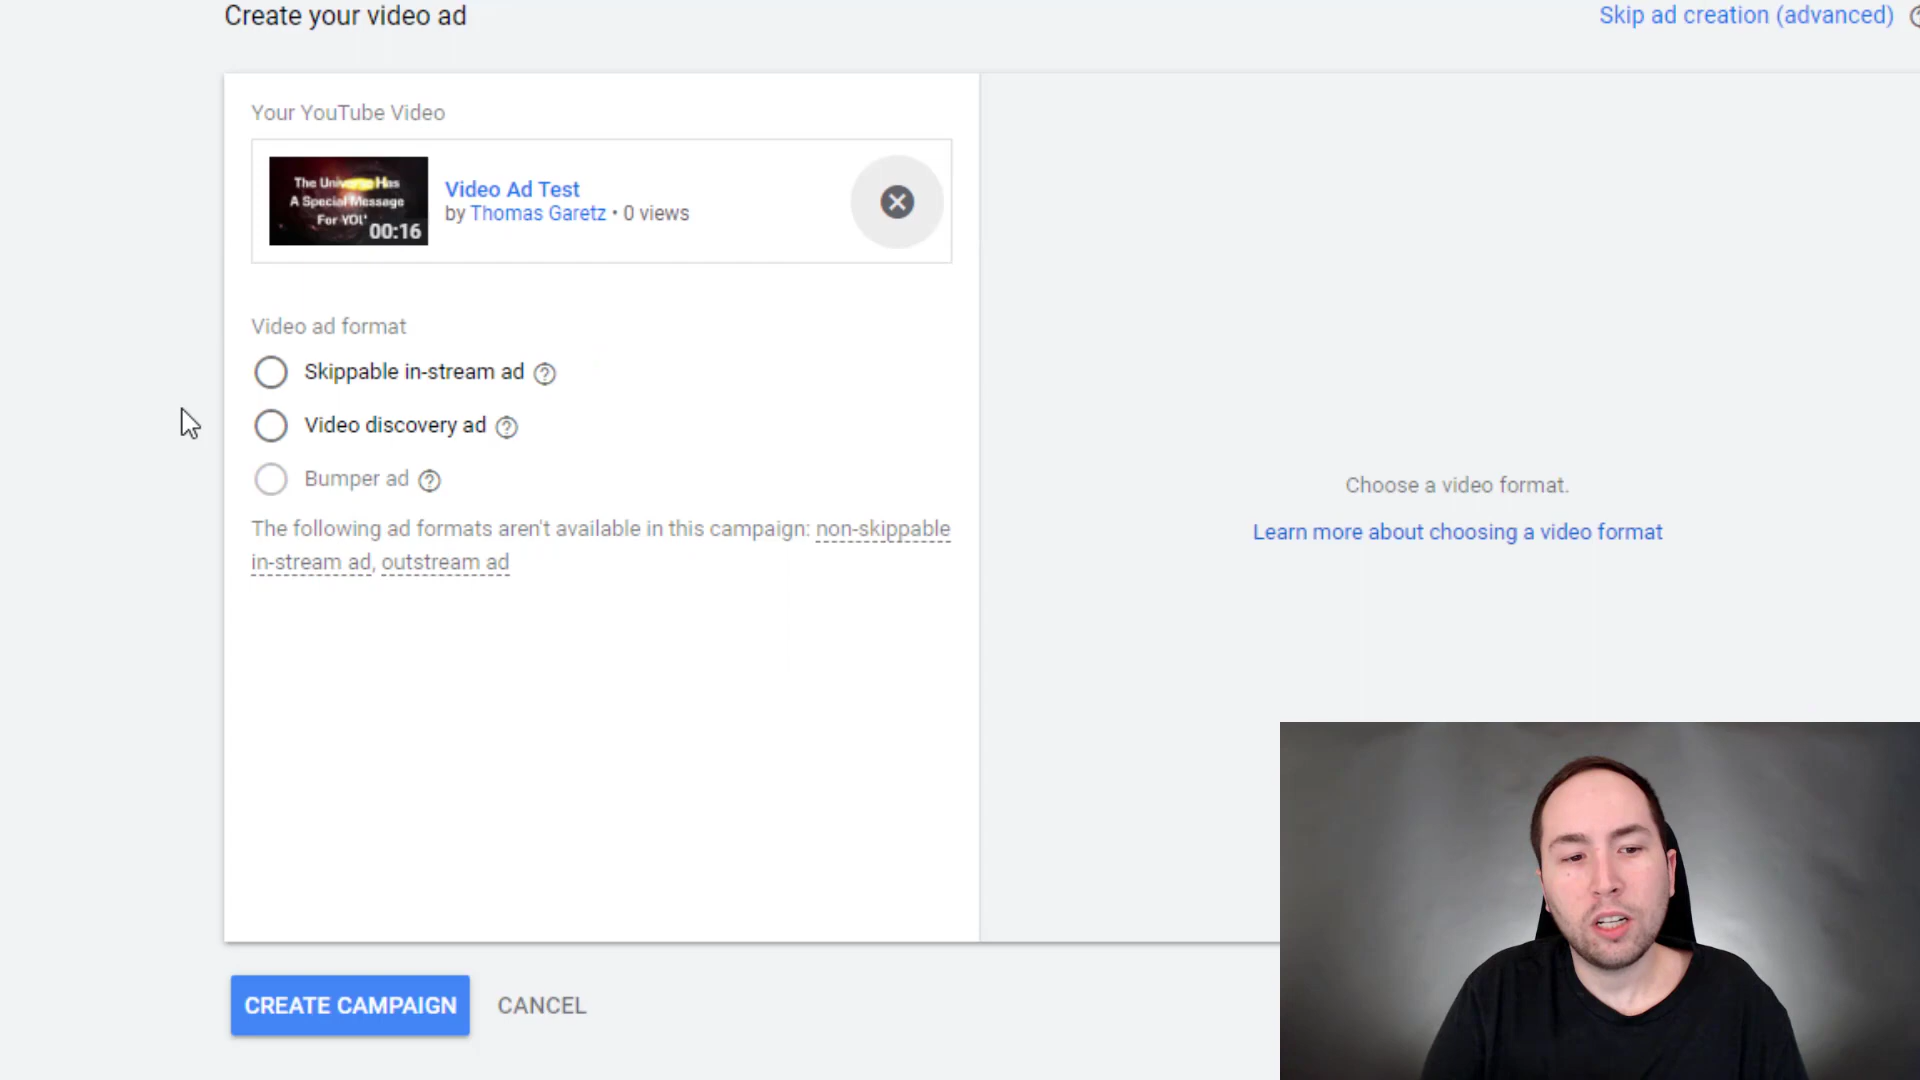 Create your video ad
Skip ad creation (advanced)
Your YouTube Video
The Universe Has
A Special Message
For YOU
00:16
Video Ad Test
by Thomas Garetz • 0 views
Video ad format
Skippable in-stream ad
Video discovery ad
Bumper ad
The following ad formats aren't available in this campaign: non-skippable
in-stream ad, outstream ad
Choose a video format.
Learn more about choosing a video format
CREATE CAMPAIGN
CANCEL